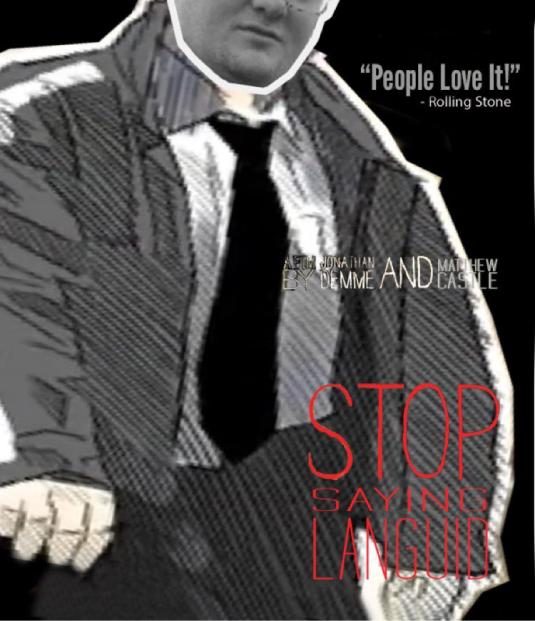 “People Love It!”
- Rolling Stone
A FILM JONATHAN MATTHEW
BY DEMME AND CASTLE
STOP
SAYING
LANGUID